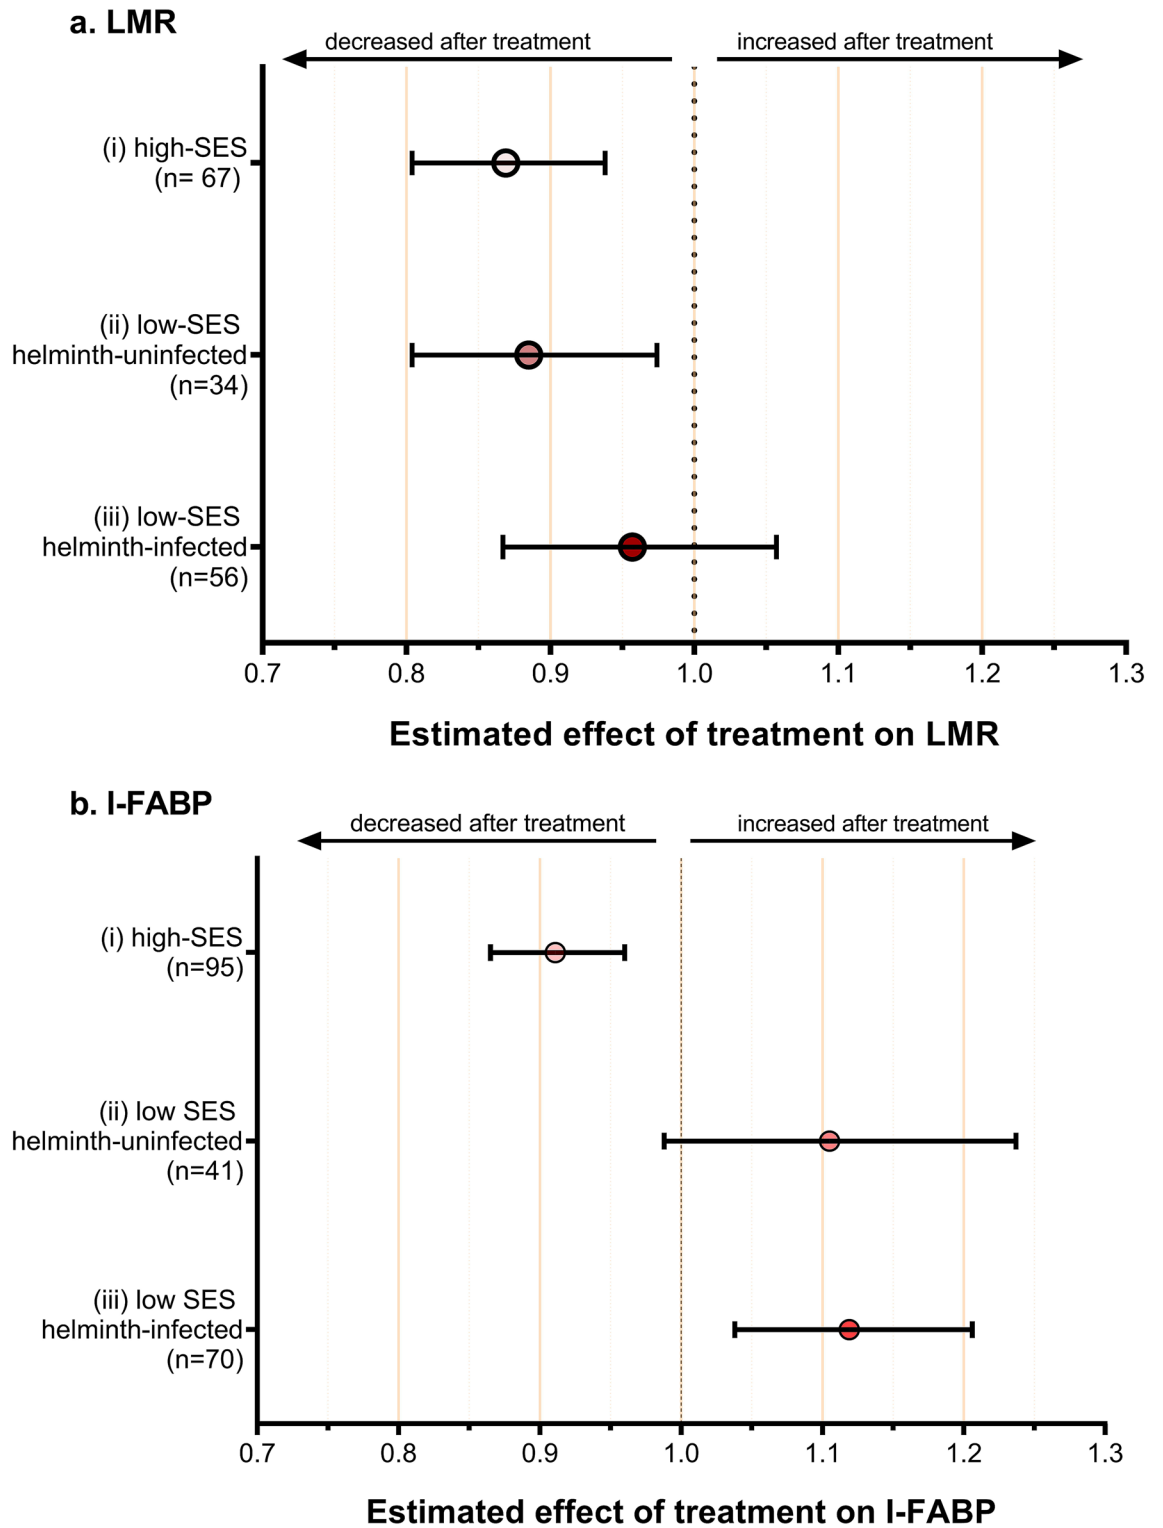 a. LMR
decreased after treatment
increased after treatment
(i) high-SES
(n= 67)
(ii) low-SES
helminth-uninfected
(n=34)
(iii) low-SES
helminth-infected
(n=56)
0.7 0.8 0.9 1.0 1.1 1.2 1.3
Estimated effect of treatment on LMR
b. I-FABP
decreased after treatment
increased after treatment
(i) high-SES
(n=95)
(ii) low SES
helminth-uninfected
(n=41)
(iii) low SES
helminth-infected
(n=70)
0.7 0.8 0.9 1.0 1.1 1.2 1.3
Estimated effect of treatment on I-FABP